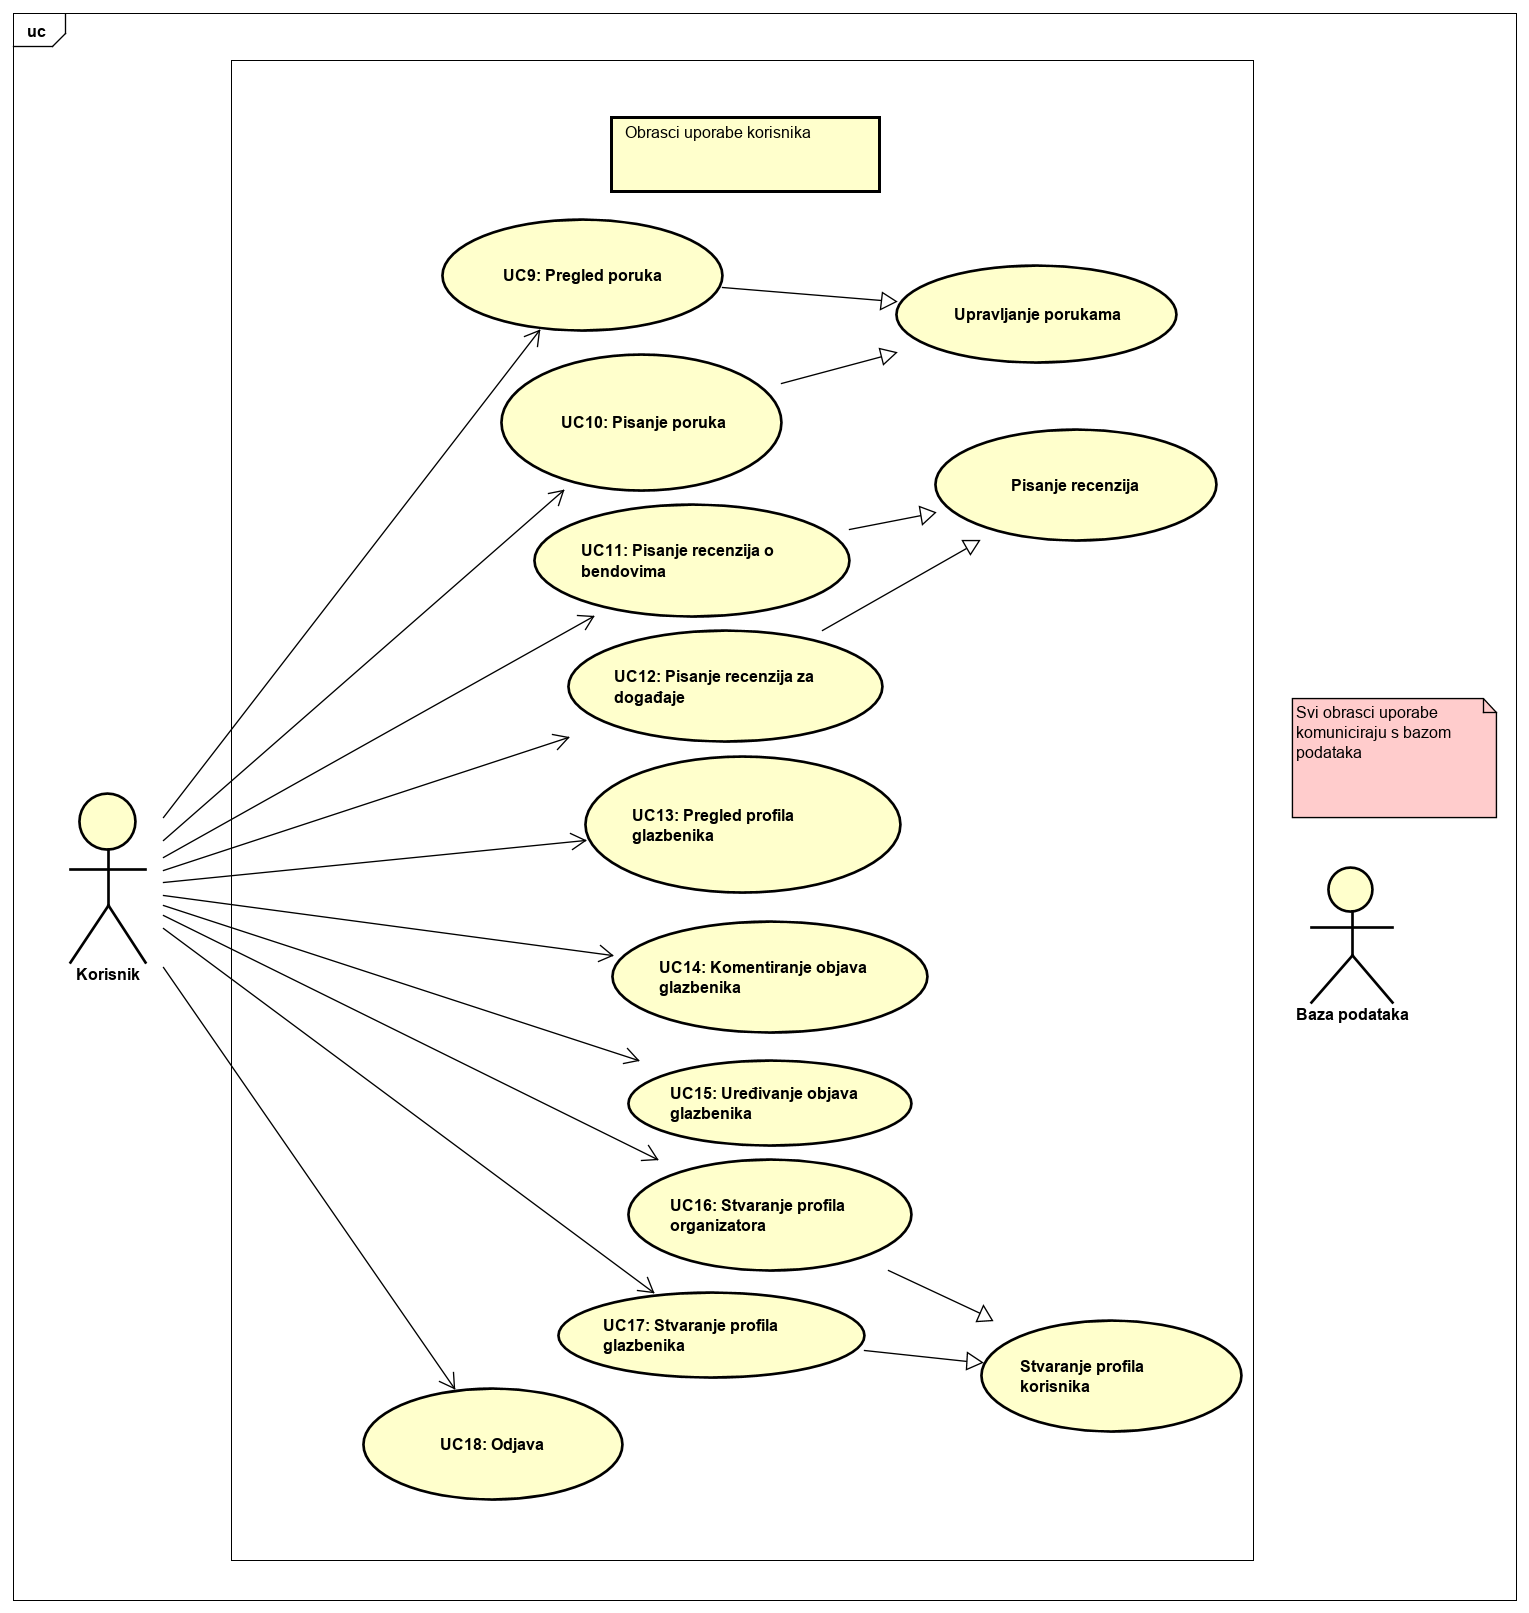 uc
Obrasci uporabe korisnika
UC9: Pregled poruka
Upravljanje porukama
UC10: Pisanje poruka
Pisanje recenzija
UC11: Pisanje recenzija o
bendovima
UC12: Pisanje recenzija za
događaje
Svi obrasci uporabe
komuniciraju s bazom
podataka
UC13: Pregled profila
glazbenika
Korisnik
UC14: Komentiranje objava
glazbenika
Baza podataka
UC15: Uređivanje objava
glazbenika
UC16: Stvaranje profila
organizatora
UC17: Stvaranje profila
glazbenika
Stvaranje profila
korisnika
UC18: Odjava